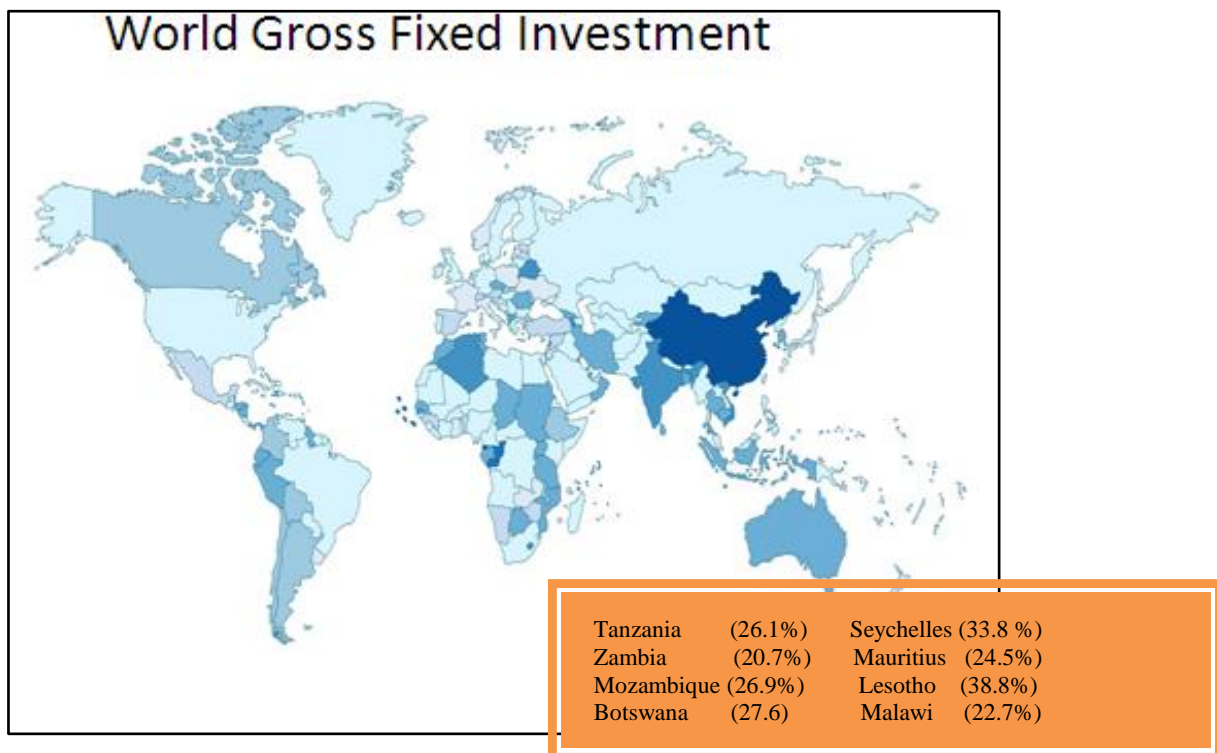 World Gross Fixed Investment
Tanzania (26.1%) Seychelles (33.8 %)
Zambia (20.7%) Mauritius (24.5%)
Mozambique (26.9%) Lesotho (38.8%)
Botswana (27.6) Malawi (22.7%)